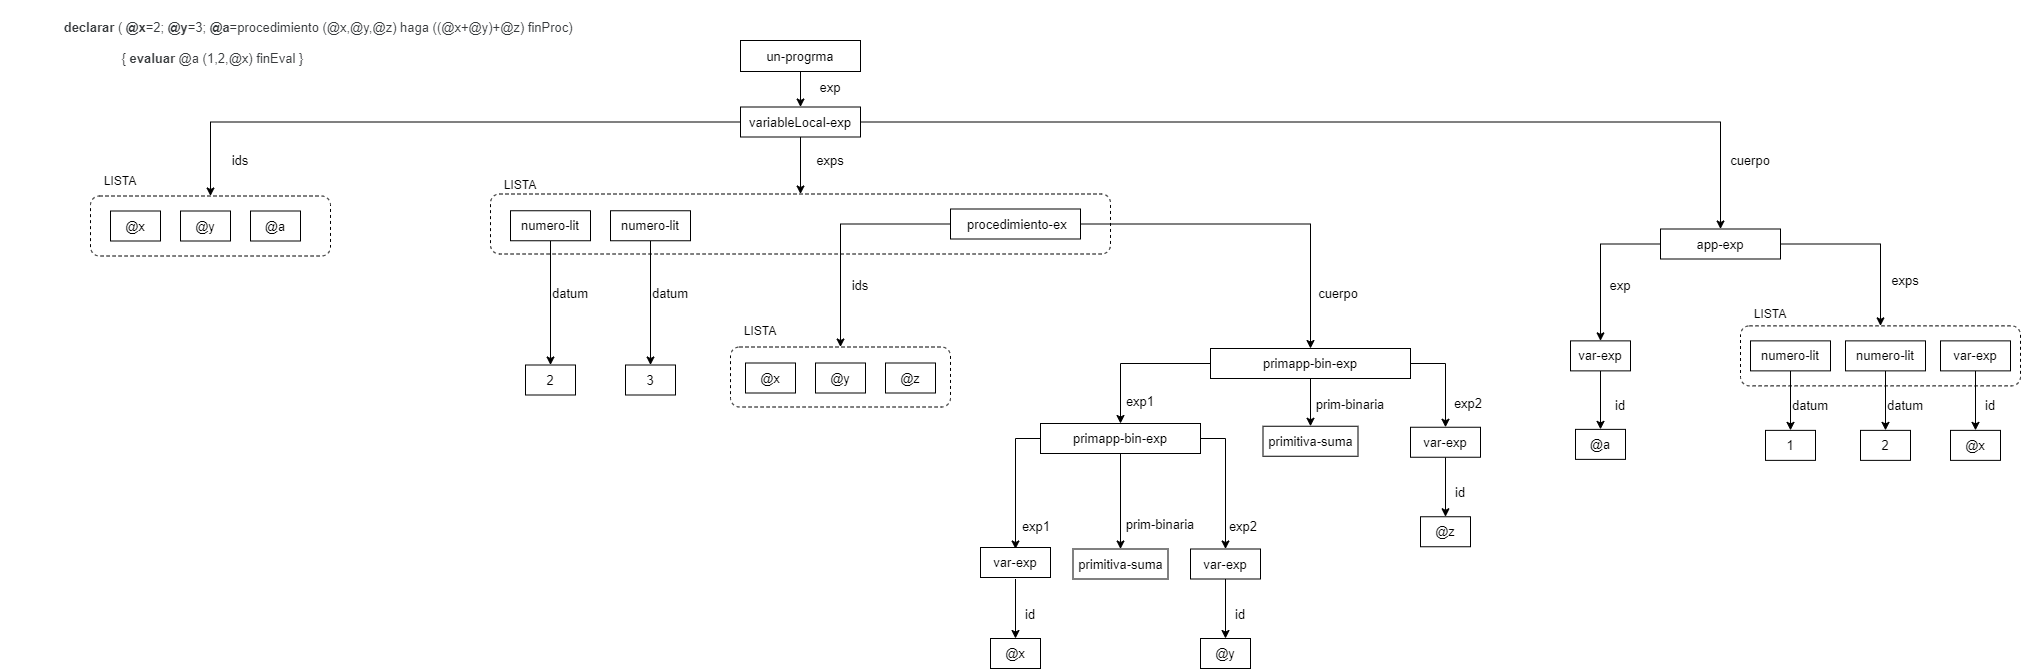 declarar ( @x=2; @y=3; @a=procedimiento (@x,@y,@z) haga ((@x+@y)+@z) finProc)
{ evaluar @a (1,2,@x) finEval }
un-progrma
exp
variableLocal-exp
ids
exps
cuerpo
LISTA
LISTA
@x
@y
@a
numero-lit
numero-lit
procedimiento-ex
app-exp
datum
datum
ids
cuerpo
exp
exps
LISTA
LISTA
2
3
@x
@y
@z
primapp-bin-exp
var-exp
numero-lit
numero-lit
var-exp
exp1
prim-binaria
exp2
id
datum
datum
id
primapp-bin-exp
primitiva-suma
var-exp
@a
1
2
@x
id
exp1
prim-binaria
exp2
@z
var-exp
primitiva-suma
var-exp
id
id
@x
@y